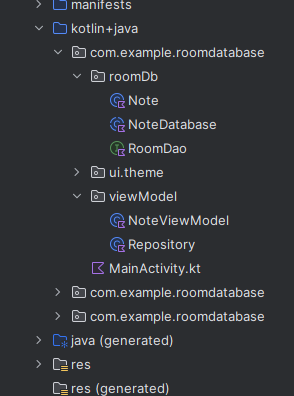 manifests
kotlin+java
com.example.roomdatabase
roomDb
Note
NoteDatabase
RoomDao
ui.theme
viewModel
NoteViewModel
Repository
MainActivity.kt
com.example.roomdatabase
com.example.roomdatabase
java (generated)
res
res (generated)